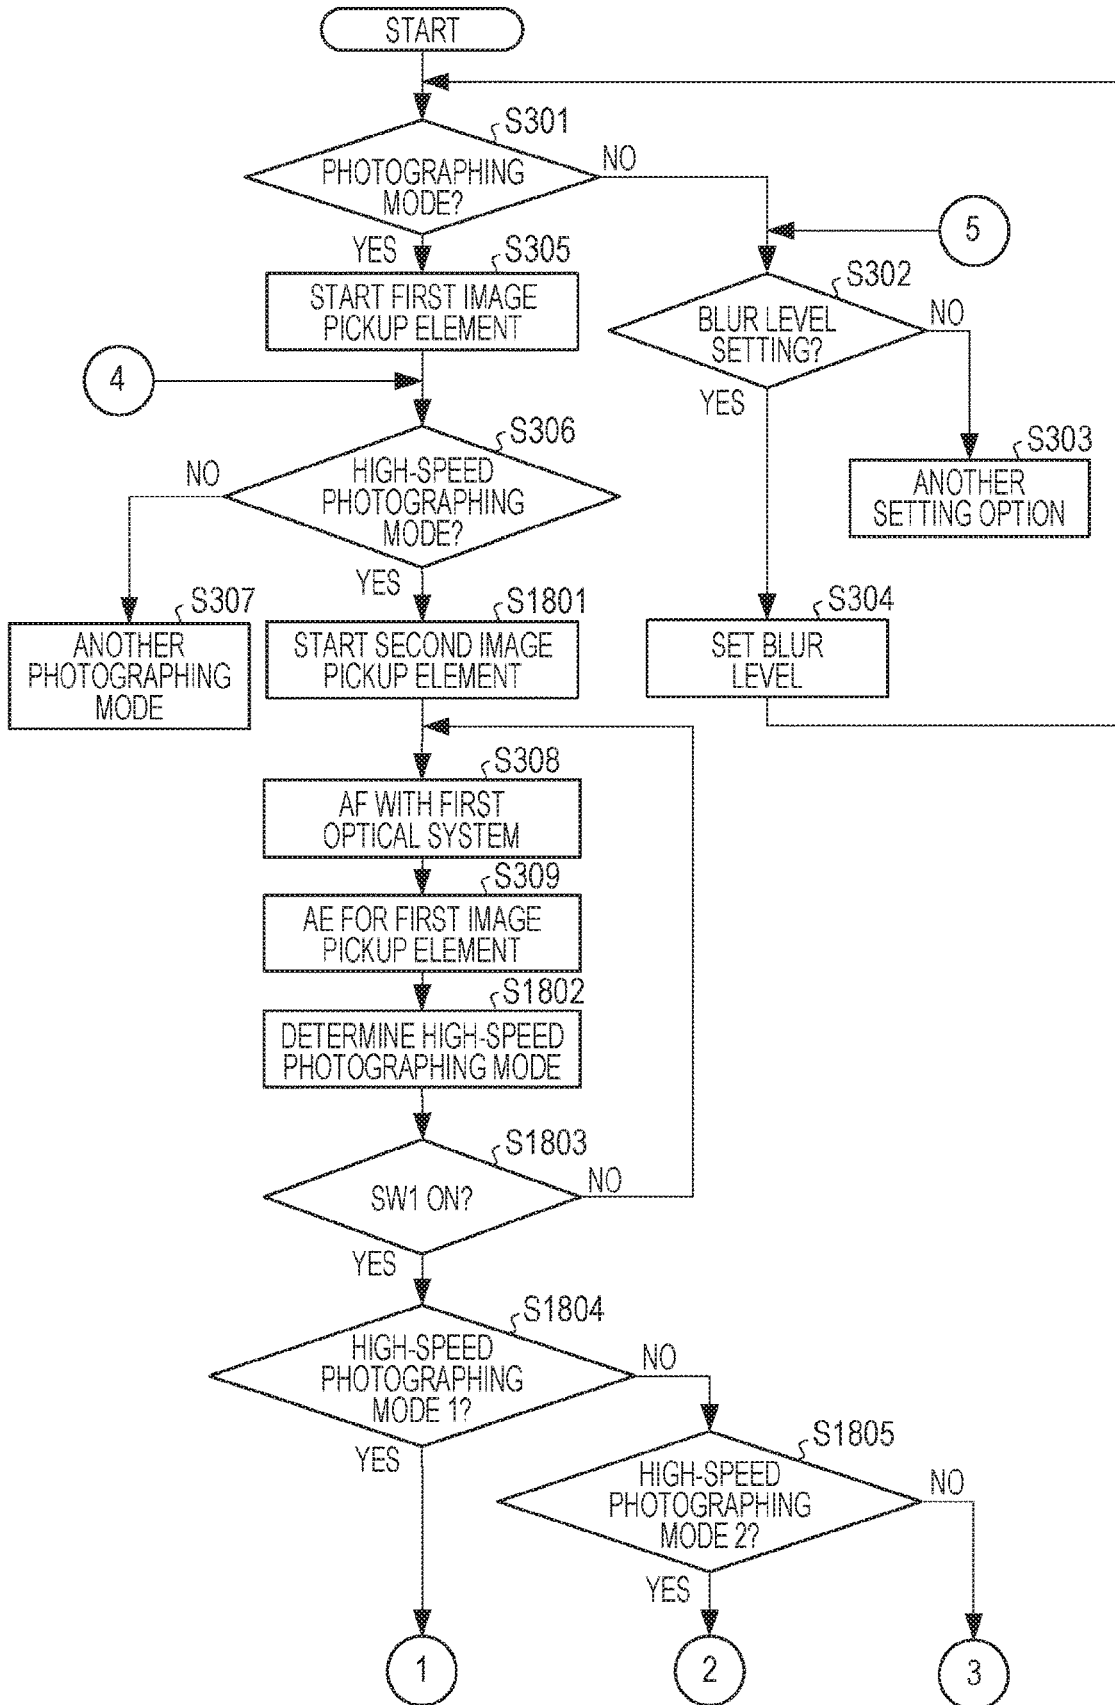 START
S301
PHOTOGRAPHING
MODE?
NO
YES
S305
START FIRST IMAGE
PICKUP ELEMENT
5
S302
BLUR LEVEL
SETTING?
NO
YES
4
S306
HIGH-SPEED
PHOTOGRAPHING
MODE?
NO
YES
S303
ANOTHER
SETTING OPTION
S307
ANOTHER
PHOTOGRAPHING
MODE
S1801
START SECOND IMAGE
PICKUP ELEMENT
S304
SET BLUR
LEVEL
S308
AF WITH FIRST
OPTICAL SYSTEM
S309
AE FOR FIRST IMAGE
PICKUP ELEMENT
S1802
DETERMINE HIGH-SPEED
PHOTOGRAPHING MODE
S1803
SW1 ON?
NO
YES
S1804
HIGH-SPEED
PHOTOGRAPHING
MODE 1?
NO
YES
S1805
HIGH-SPEED
PHOTOGRAPHING
MODE 2?
NO
YES
1
2
3